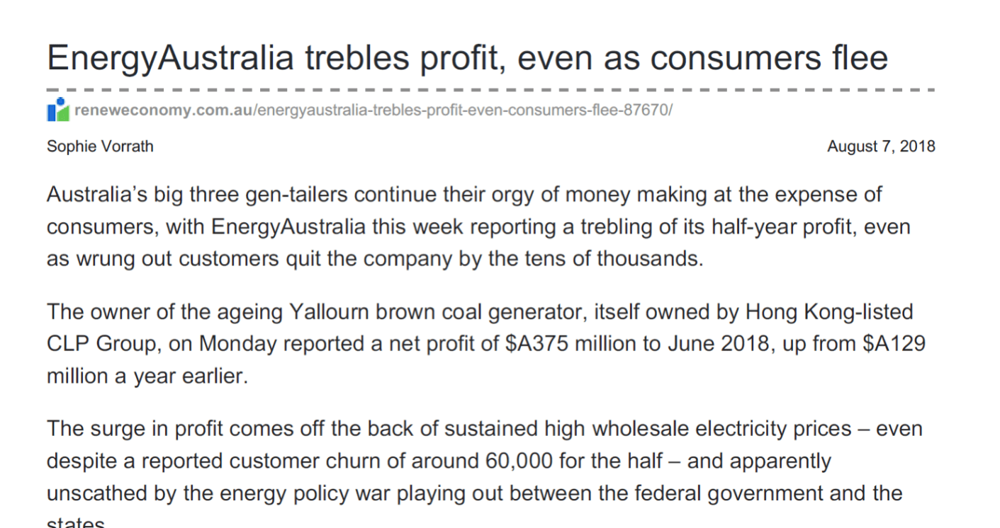 EnergyAustralia trebles profit, even as consumers flee
reneweconomy.com.au/energyaustralia-trebles-profit-even-consumers-flee-87670/
Sophie Vorrath August 7, 2018
Australia’s big three gen-tailers continue their orgy of money making at the expense of
consumers, with EnergyAustralia this week reporting a trebling of its half-year profit, even
as wrung out customers quit the company by the tens of thousands.
The owner of the ageing Yallourn brown coal generator, itself owned by Hong Kong-listed
CLP Group, on Monday reported a net profit of $A375 million to June 2018, up from $A129
million a year earlier.
The surge in profit comes off the back of sustained high wholesale electricity prices – even
despite a reported customer churn of around 60,000 for the half – and apparently
unscathed by the energy policy war playing out between the federal government and the
states